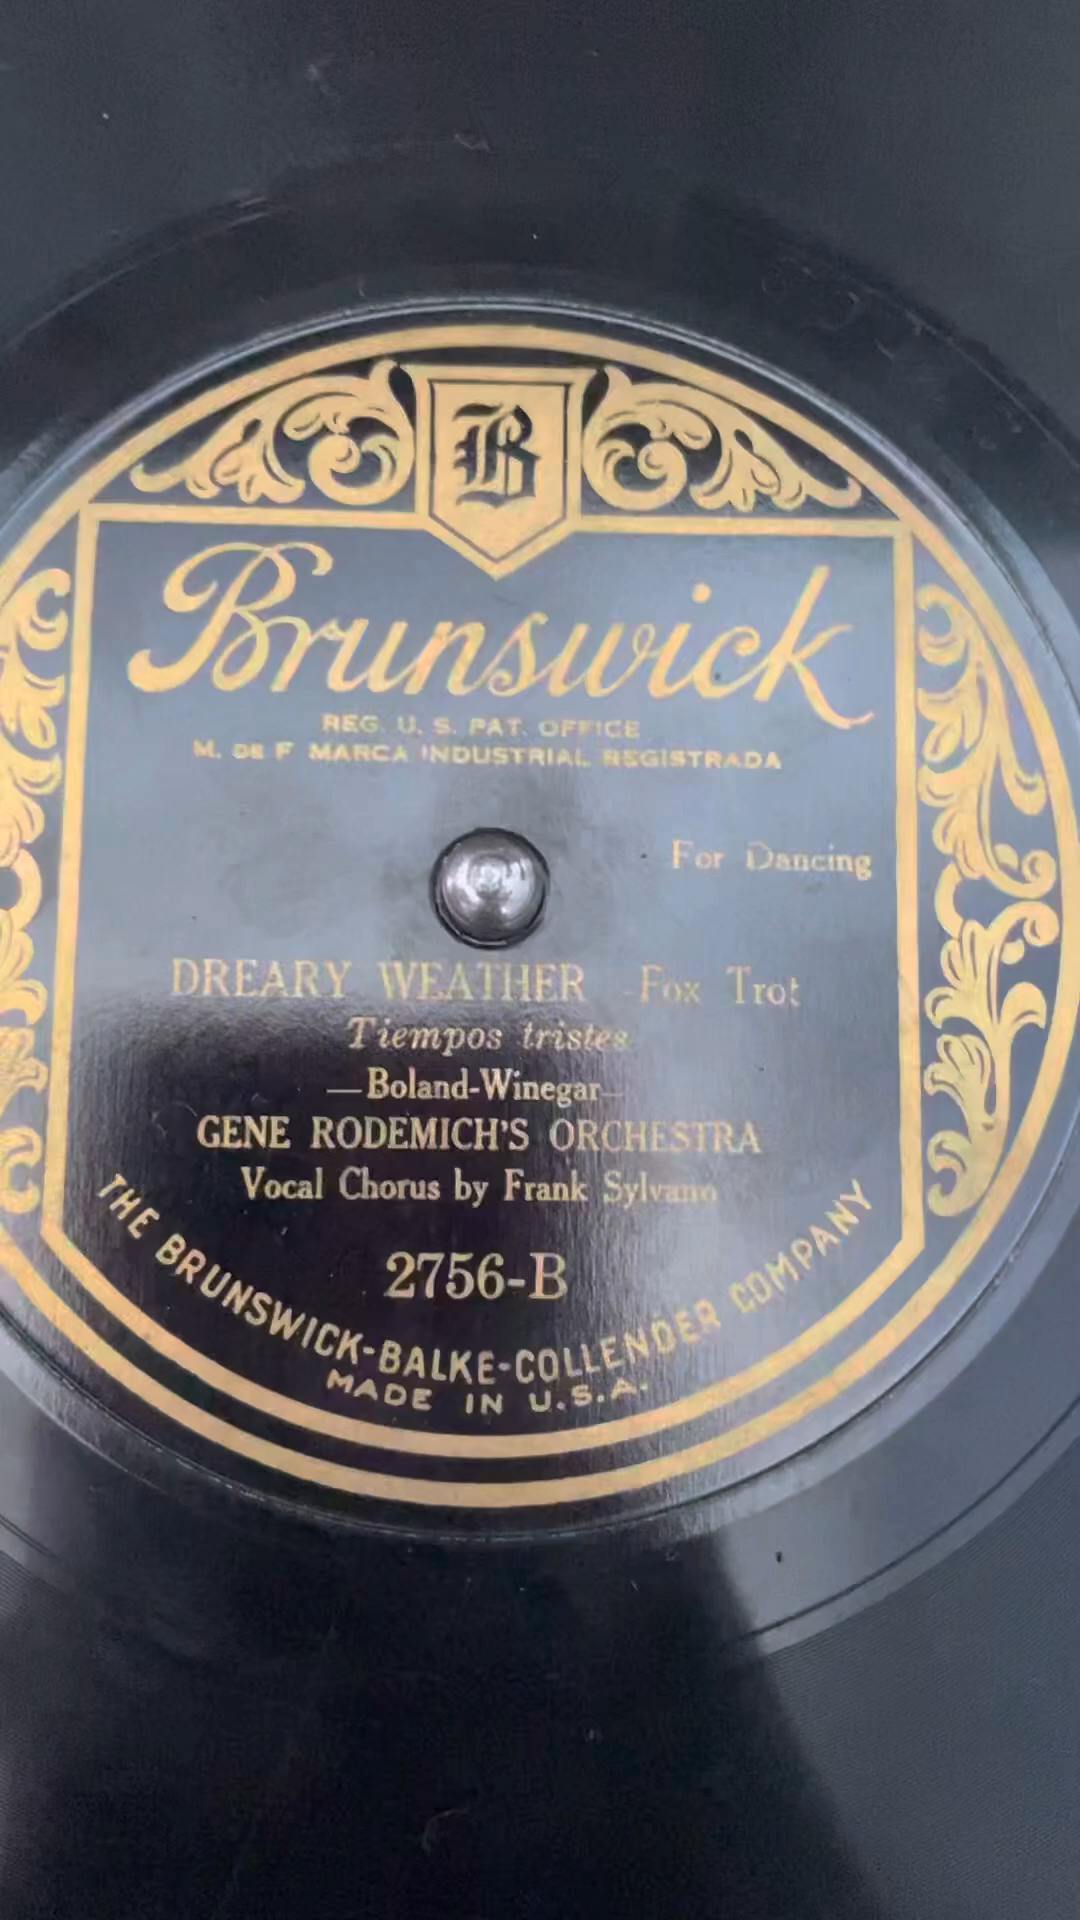 B
Brunswick
REG. U. S. PAT. OFFICE
M. DE F MARCA INDUSTRIAL REGISTRADA
For Dancing
DREARY WEATHER -Fox Trot
Tiempos tristes
—Boland-Winegar—
GENE RODEMICH'S ORCHESTRA
Vocal Chorus by Frank Sylvano
2756-B
THE BRUNSWICK-BALKE-COLLENDER COMPANY
MADE IN U.S.A.